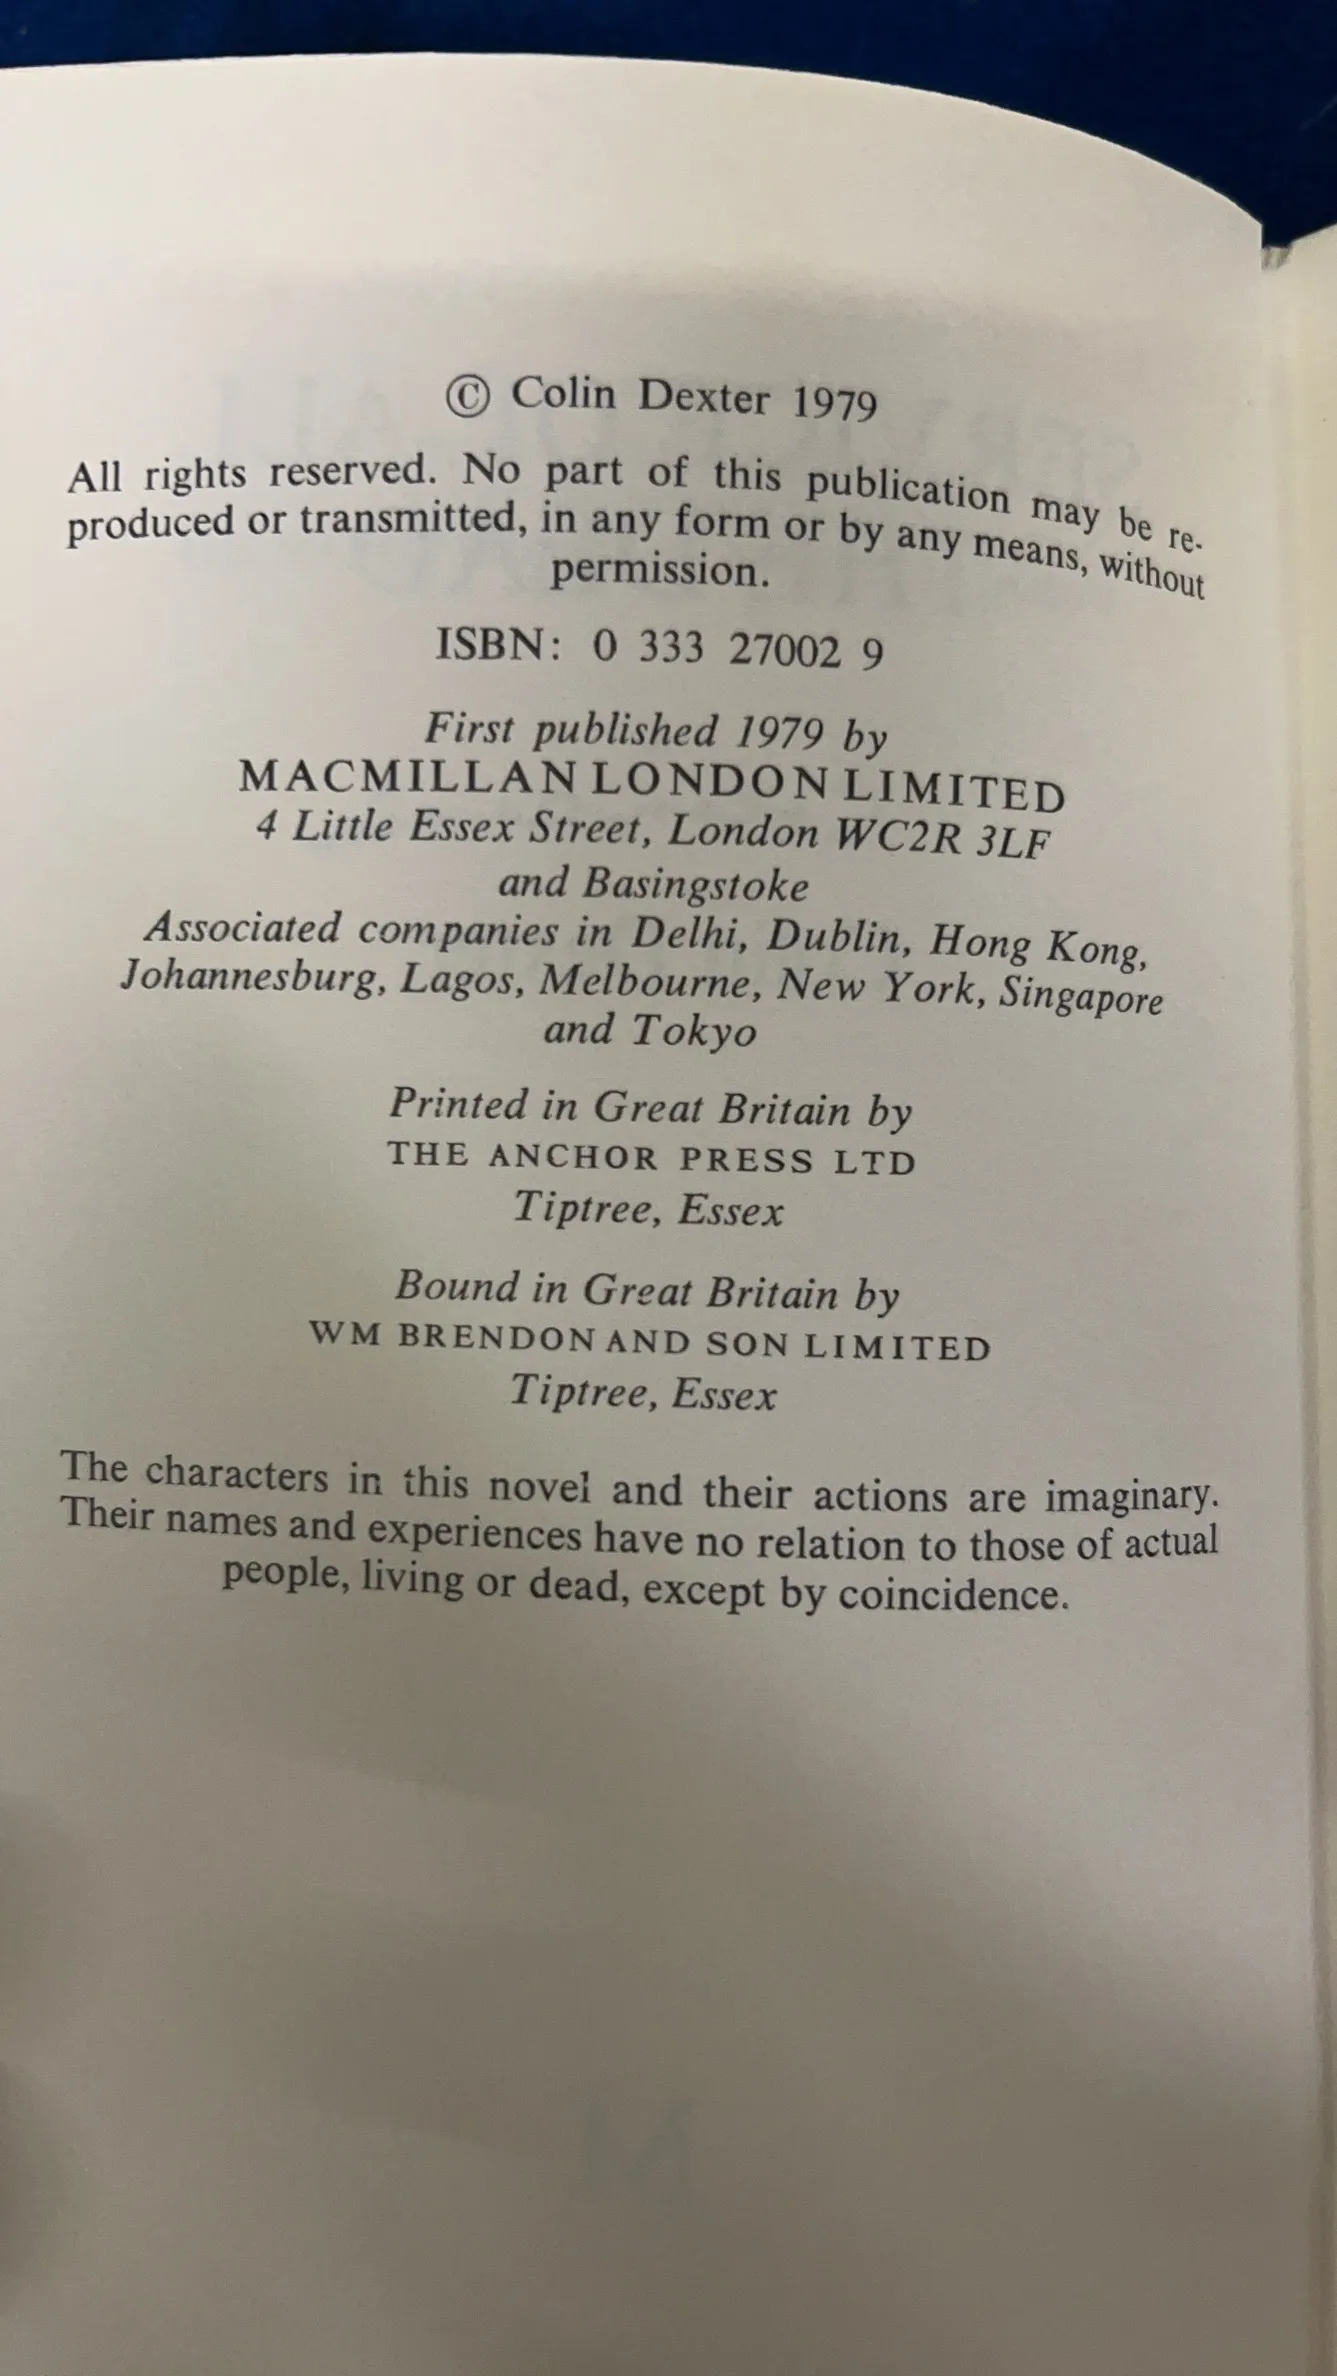 © Colin Dexter 1979
All rights reserved. No part of this publication may be re-
produced or transmitted, in any form or by any means, without
permission.
ISBN: 0 333 27002 9
First published 1979 by
MACMILLAN LONDON LIMITED
4 Little Essex Street, London WC2R 3LF
and Basingstoke
Associated companies in Delhi, Dublin, Hong Kong,
Johannesburg, Lagos, Melbourne, New York, Singapore
and Tokyo
Printed in Great Britain by
THE ANCHOR PRESS LTD
Tiptree, Essex
Bound in Great Britain by
WM BRENDON AND SON LIMITED
Tiptree, Essex
The characters in this novel and their actions are imaginary.
Their names and experiences have no relation to those of actual
people, living or dead, except by coincidence.